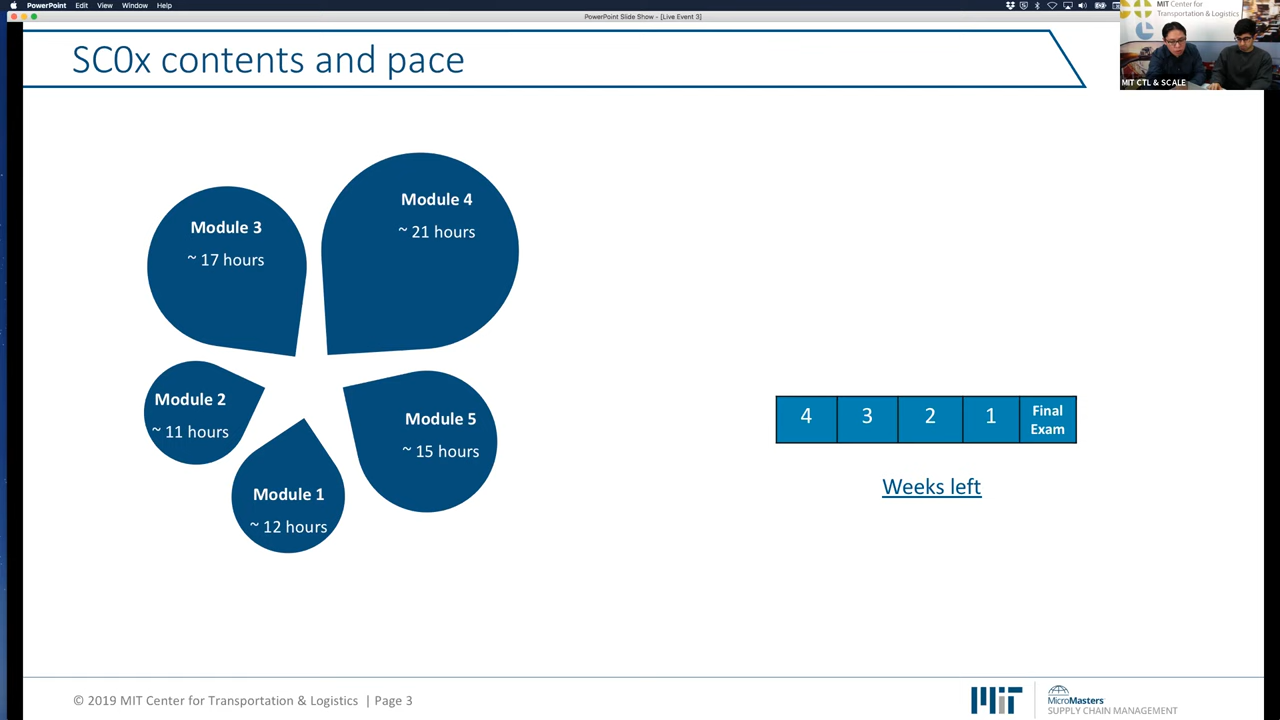 PowerPoint Edit View Window Help
PowerPoint Slide Show - [Live Event 3]
MIT Center for
Transportation & Logistics
MIT CTL & SCALE
SC0x contents and pace
Module 3
~ 17 hours
Module 4
~ 21 hours
Module 2
~ 11 hours
Module 5
~ 15 hours
Module 1
~ 12 hours
4 3 2 1 Final
Exam
Weeks left
© 2019 MIT Center for Transportation & Logistics | Page 3
MIT
MicroMasters
SUPPLY CHAIN MANAGEMENT